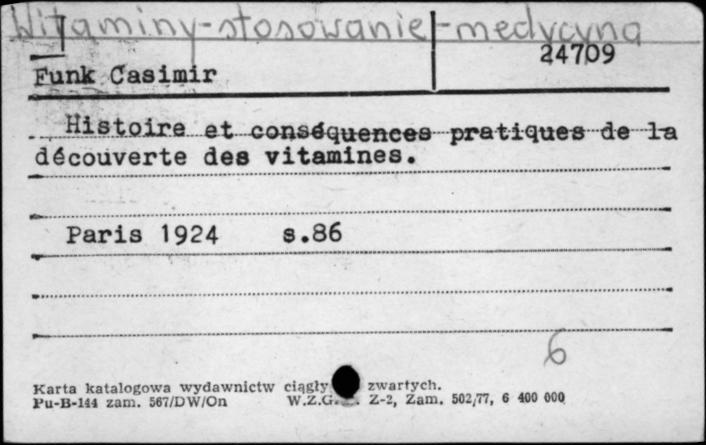 Witaminy-stosowanie-medycyna
24709
Funk Casimir
Histoire et conséquences pratiques de la
découverte des vitamines.
Paris 1924 s.86
6
Karta katalogowa wydawnictw ciągły zwartych.
Pu-B-144 zam. 567/DW/On W.Z.G. Z-2, Zam. 502/77, 6 400 000